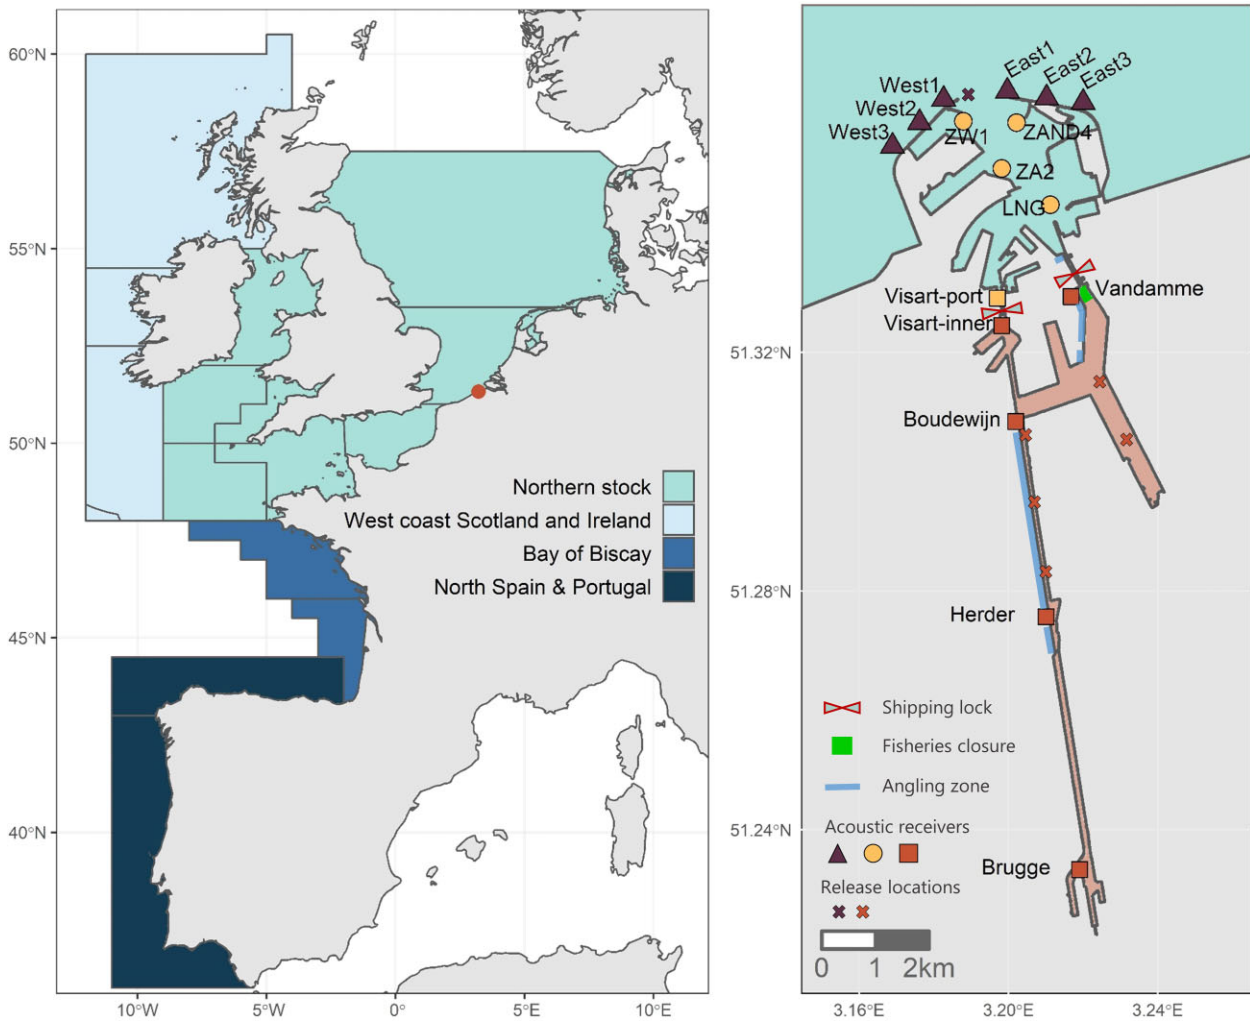 60°N
55°N
50°N
45°N
40°N
10°W
5°W
0°E
5°E
10°E
Northern stock
West coast Scotland and Ireland
Bay of Biscay
North Spain & Portugal
East1
East2
East3
West1
West2
West3
ZW1
ZAND4
ZA2
LNG
Visart-port
Vandamme
Visart-inner
51.32°N
Boudewijn
51.28°N
Herder
Shipping lock
Fisheries closure
Angling zone
51.24°N
Acoustic receivers
Brugge
Release locations
0 1 2km
3.16°E
3.20°E
3.24°E